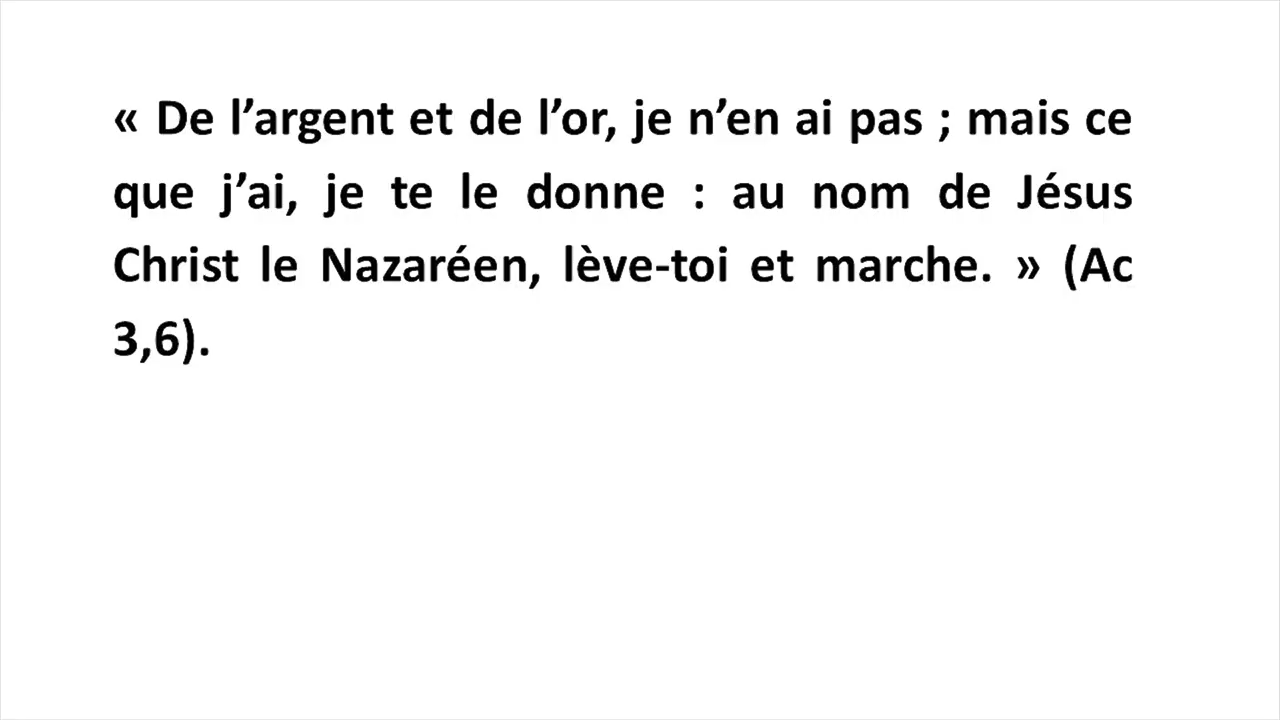 « De l’argent et de l’or, je n’en ai pas ; mais ce
que j’ai, je te le donne : au nom de Jésus
Christ le Nazaréen, lève-toi et marche. » (Ac
3,6).